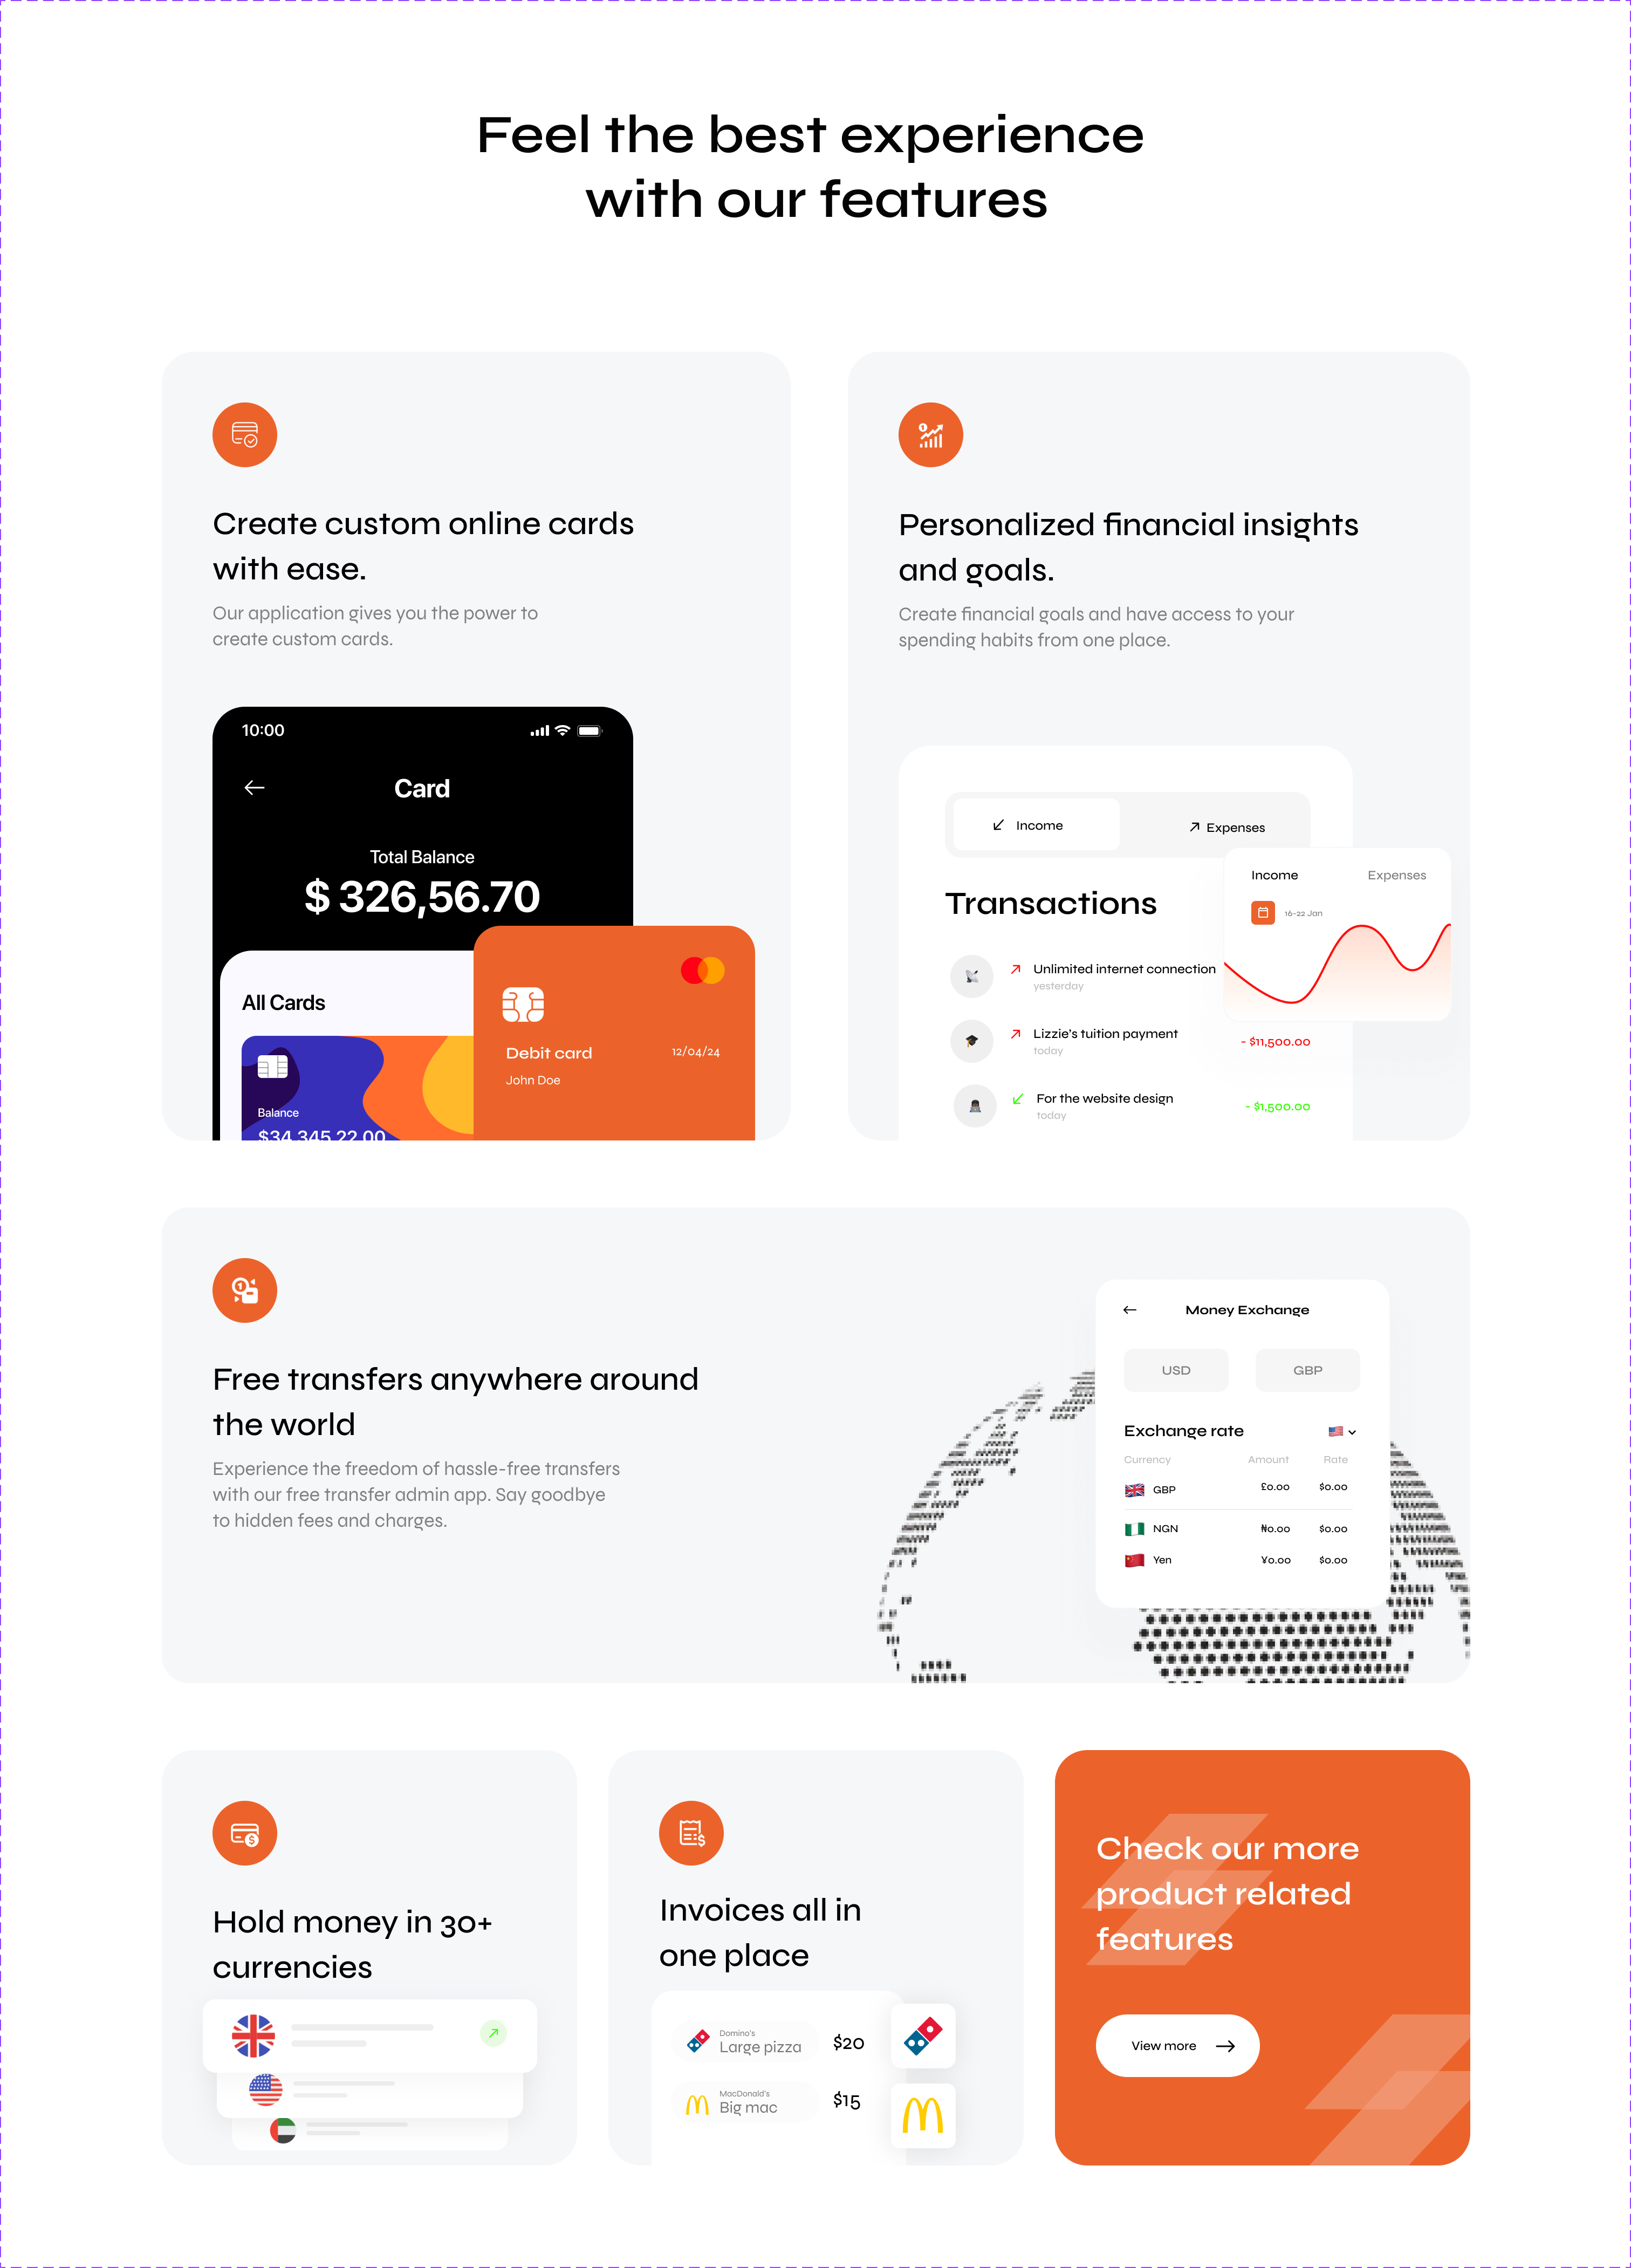 Feel the best experience
with our features
Create custom online cards
with ease.
Our application gives you the power to
create custom cards.
10:00
Card
Total Balance
$ 326,56.70
All Cards
Balance
$34,345.22.00
Debit card
12/04/24
John Doe
Personalized financial insights
and goals.
Create financial goals and have access to your
spending habits from one place.
Income
Expenses
Transactions
Income
Expenses
16-22 Jan
Unlimited internet connection
yesterday
Lizzie's tuition payment
today
- $11,500.00
For the website design
today
- $1,500.00
Free transfers anywhere around
the world
Experience the freedom of hassle-free transfers
with our free transfer admin app. Say goodbye
to hidden fees and charges.
Money Exchange
USD
GBP
Exchange rate
Currency
Amount
Rate
GBP
£0.00
$0.00
NGN
₦0.00
$0.00
Yen
¥0.00
$0.00
Hold money in 30+
currencies
Invoices all in
one place
Domino's
Large pizza
$20
MacDonald's
Big mac
$15
Check our more
product related
features
View more